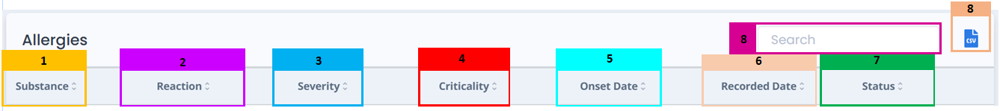 8
Allergies
8
Search
CSV
1
2
3
4
5
6
7
Substance
Reaction
Severity
Criticality
Onset Date
Recorded Date
Status